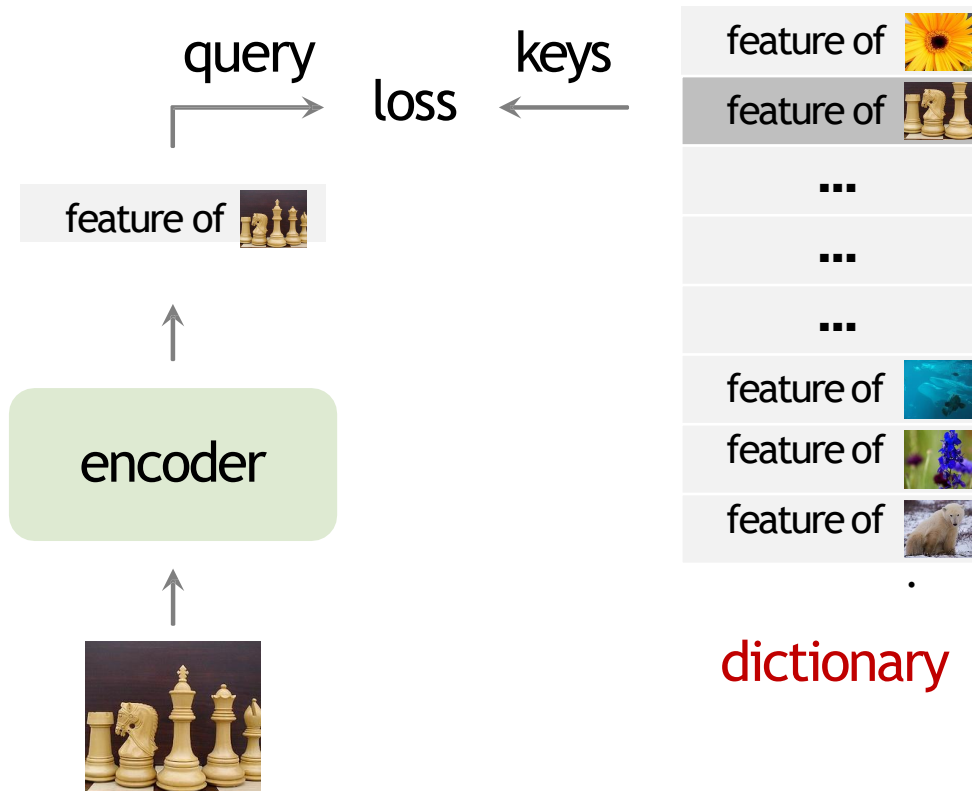 query
loss
keys
feature of
encoder
feature of
feature of
...
...
...
feature of
feature of
feature of
.
dictionary